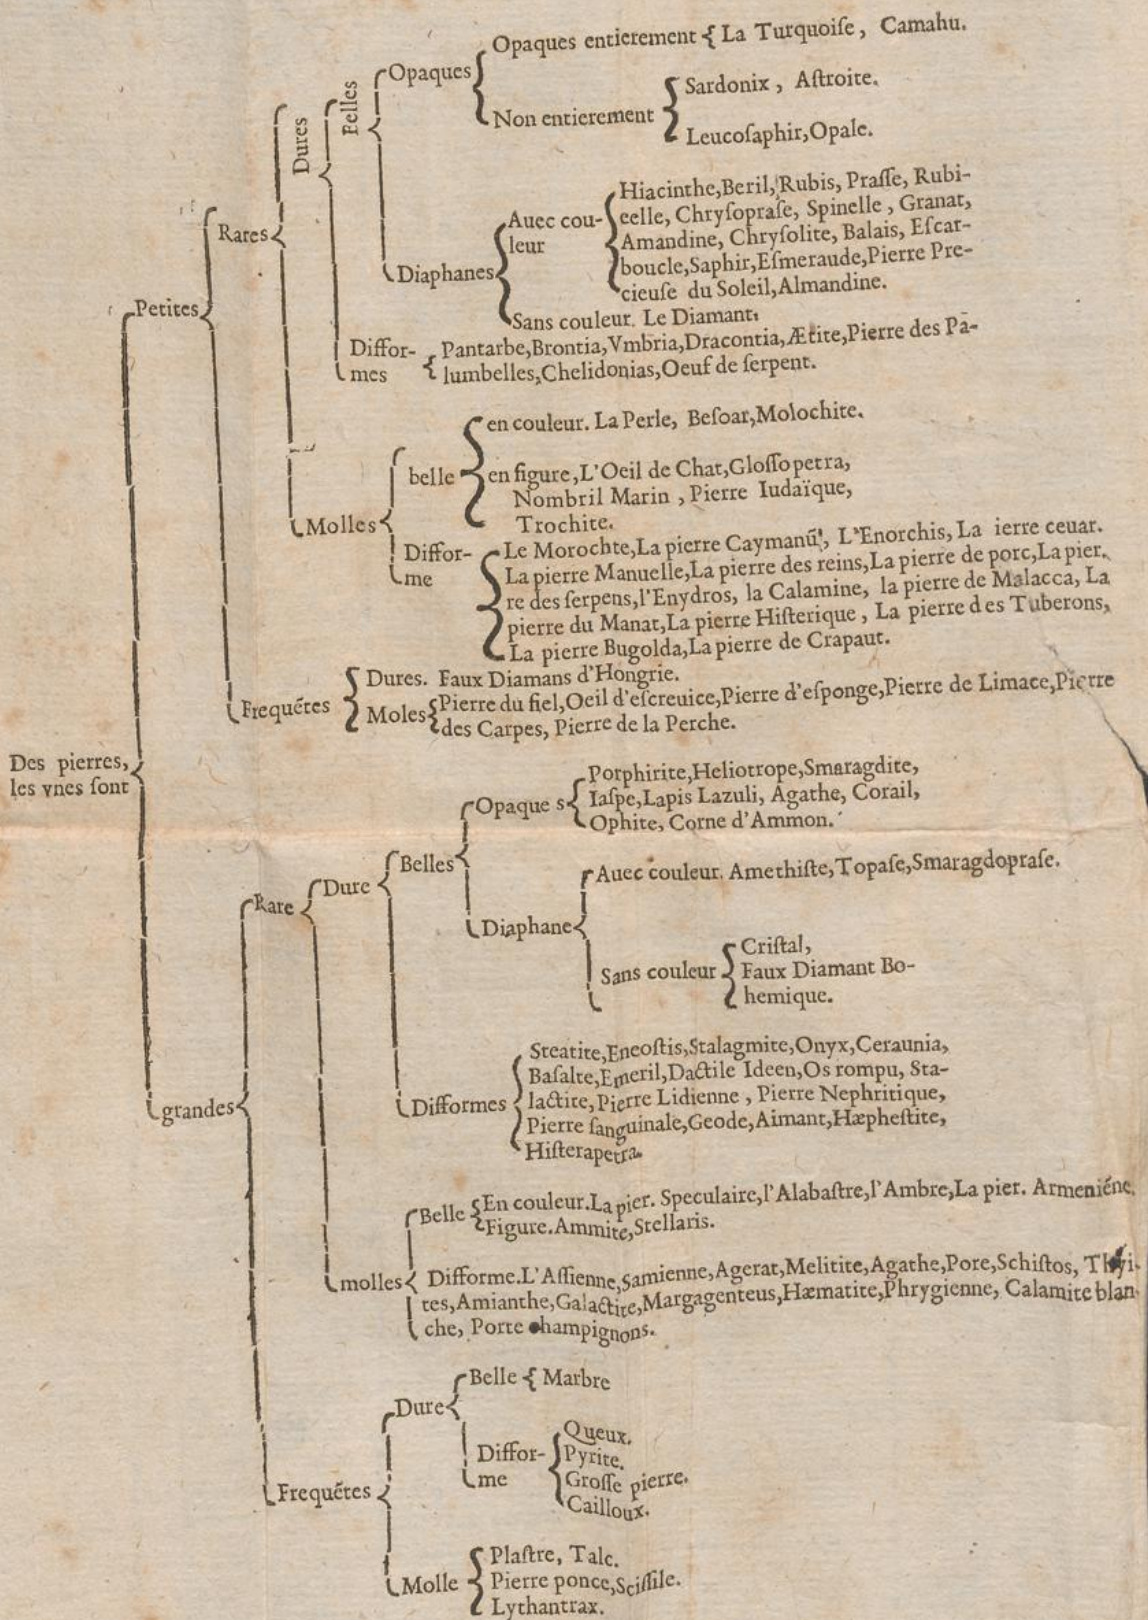 Opaques entierement { La Turquoiſe, Camahu.
Opaques
Non entierement
Sardonix, Aſtroite.
Leucoſaphir, Opale.
Dures
Belles
Rares
Petites
Diaphanes
Auec cou-
leur
Hiacinthe, Beril, Rubis, Praſſe, Rubi-
celle, Chryſopraſe, Spinelle, Granat,
Amandine, Chryſolite, Balais, Eſcar-
boucle, Saphir, Eſmeraude, Pierre Pre-
cieuſe du Soleil, Almandine.
Sans couleur. Le Diamant.
Diffor-
mes
Pantarbe, Brontia, Vmbria, Dracontia, Ætite, Pierre des Pa-
lumbelles, Chelidonias, Oeuf de ſerpent.
Molles
belle
en couleur. La Perle, Beſoar, Molochite.
en figure, L'Oeil de Chat, Gloſſopetra,
Nombril Marin, Pierre Iudaïque,
Trochite.
Diffor-
me
Le Morochte, La pierre Caymanũ, L'Enorchis, La ierre ceuar.
La pierre Manuelle, La pierre des reins, La pierre de porc, La pier.
re des ſerpens, l'Enydros, la Calamine, la pierre de Malacca, La
pierre du Manat, La pierre Hiſterique, La pierre des Tuberons,
La pierre Bugolda, La pierre de Crapaut.
Frequẽtes
Dures. Faux Diamans d'Hongrie.
Moles
Pierre du fiel, Oeil d'eſcreuice, Pierre d'eſponge, Pierre de Limace, Pierre
des Carpes, Pierre de la Perche.
Des pierres,
les vnes ſont
grandes
Rare
Dure
Belles
Opaque s
Porphirite, Heliotrope, Smaragdite,
Iaſpe, Lapis Lazuli, Agathe, Corail,
Ophite, Corne d'Ammon.
Diaphane
Auec couleur. Amethiſte, Topaſe, Smaragdopraſe.
Sans couleur
Criſtal,
Faux Diamant Bo-
hemique.
Difformes
Steatite, Eneoſtis, Stalagmite, Onyx, Ceraunia,
Baſalte, Emeril, Dactile Ideen, Os rompu, Sta-
lactite, Pierre Lidienne, Pierre Nephritique,
Pierre ſanguinale, Geode, Aimant, Hæpheſtite,
Hiſterapetra.
molles
Belle
En couleur. La pier. Speculaire, l'Alabaſtre, l'Ambre, La pier. Armeniéne.
Figure. Ammite, Stellaris.
Difforme. L'Aſſienne, Samienne, Agerat, Melitite, Agathe, Pore, Schiſtos, Thyi-
tes, Amianthe, Galactite, Margagenteus, Hæmatite, Phrygienne, Calamite blan-
che, Porte champignons.
Frequẽtes
Dure
Belle { Marbre
Diffor-
me
Queux.
Pyrite.
Groſſe pierre.
Cailloux.
Molle
Plaſtre, Talc.
Pierre ponce, Sciſſile.
Lythantrax.